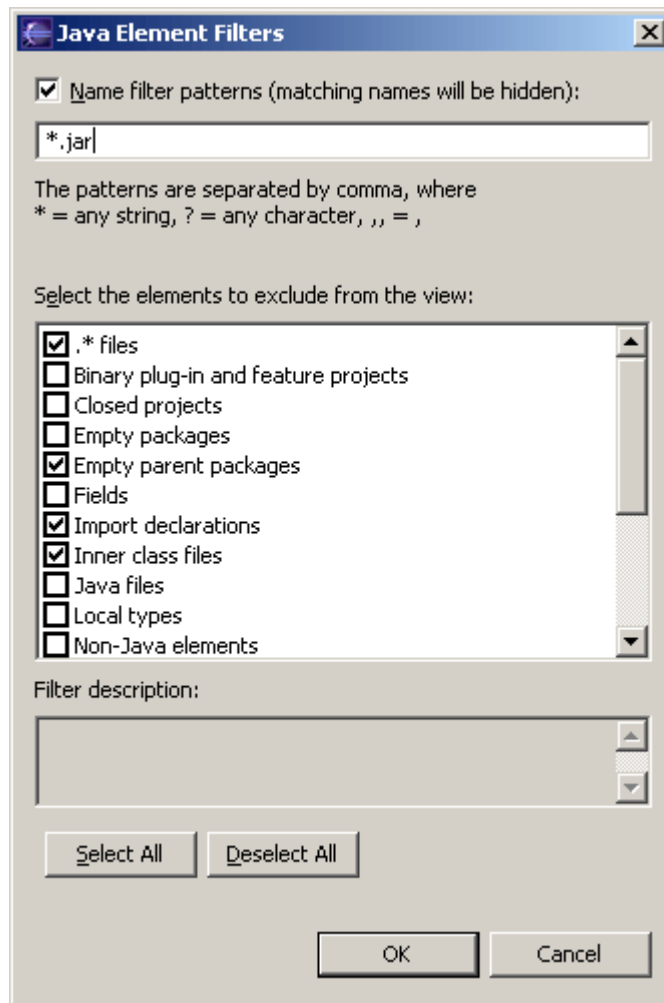 Java Element Filters
Name filter patterns (matching names will be hidden):
*.jar
The patterns are separated by comma, where
* = any string, ? = any character, ,, = ,
Select the elements to exclude from the view:
.* files
Binary plug-in and feature projects
Closed projects
Empty packages
Empty parent packages
Fields
Import declarations
Inner class files
Java files
Local types
Non-Java elements
Filter description:
Select All Deselect All
OK Cancel